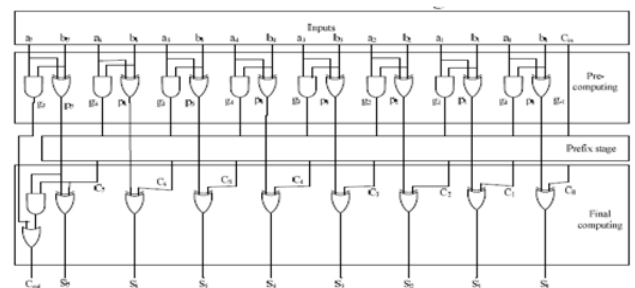 Inputs
a₇ b₇ a₆ b₆ a₅ b₅ a₄ b₄ a₃ b₃ a₂ b₂ a₁ b₁ a₀ b₀ Cᵢₙ
Pre-
computing
g₇ p₇ g₆ p₆ g₅ p₅ g₄ p₄ g₃ p₃ g₂ p₂ g₁ p₁ g₀ p₀ g₋₁
Prefix stage
C₇ C₆ C₅ C₄ C₃ C₂ C₁ C₀
Final
computing
Cₒᵤₜ S₇ S₆ S₅ S₄ S₃ S₂ S₁ S₀